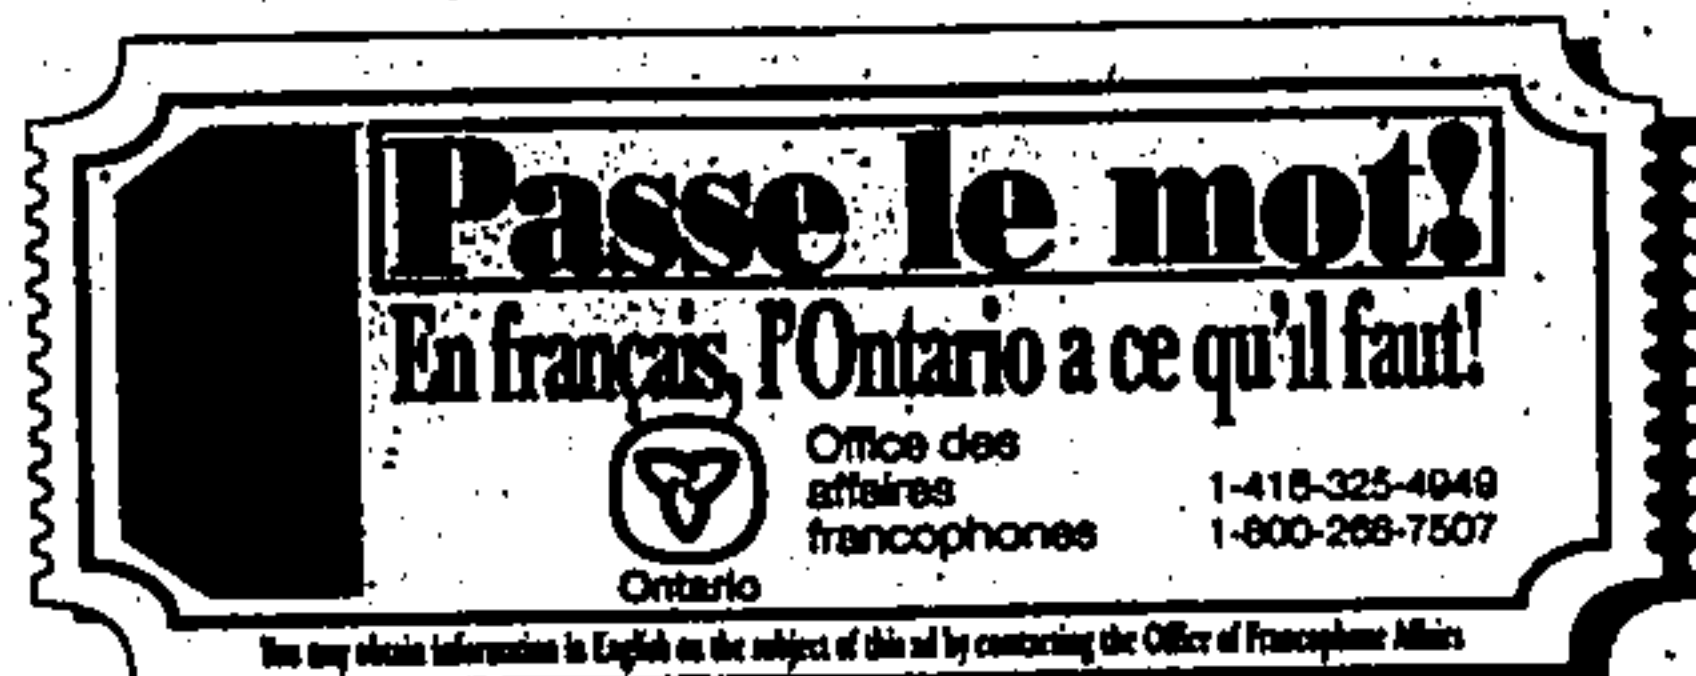 Passe le mot!
En français, l'Ontario a ce qu'il faut!
Office des
affaires
francophones
1-416-325-4949
1-800-268-7507
Ontario
You may obtain information in English on the subject of this ad by contacting the Office of Francophone Affairs